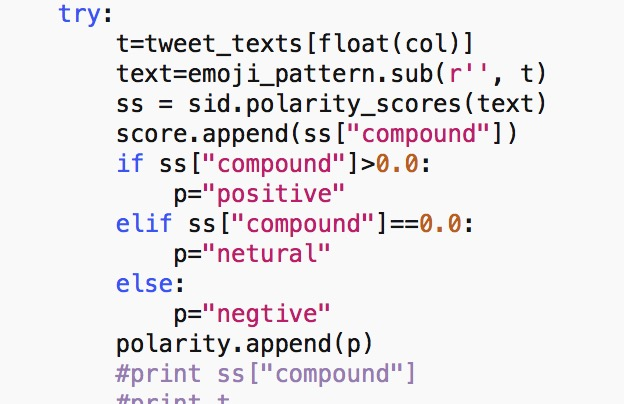 try:
t=tweet_texts[float(col)]
text=emoji_pattern.sub(r'', t)
ss = sid.polarity_scores(text)
score.append(ss["compound"])
if ss["compound"]>0.0:
p="positive"
elif ss["compound"]==0.0:
p="netural"
else:
p="negtive"
polarity.append(p)
#print ss["compound"]
#print t